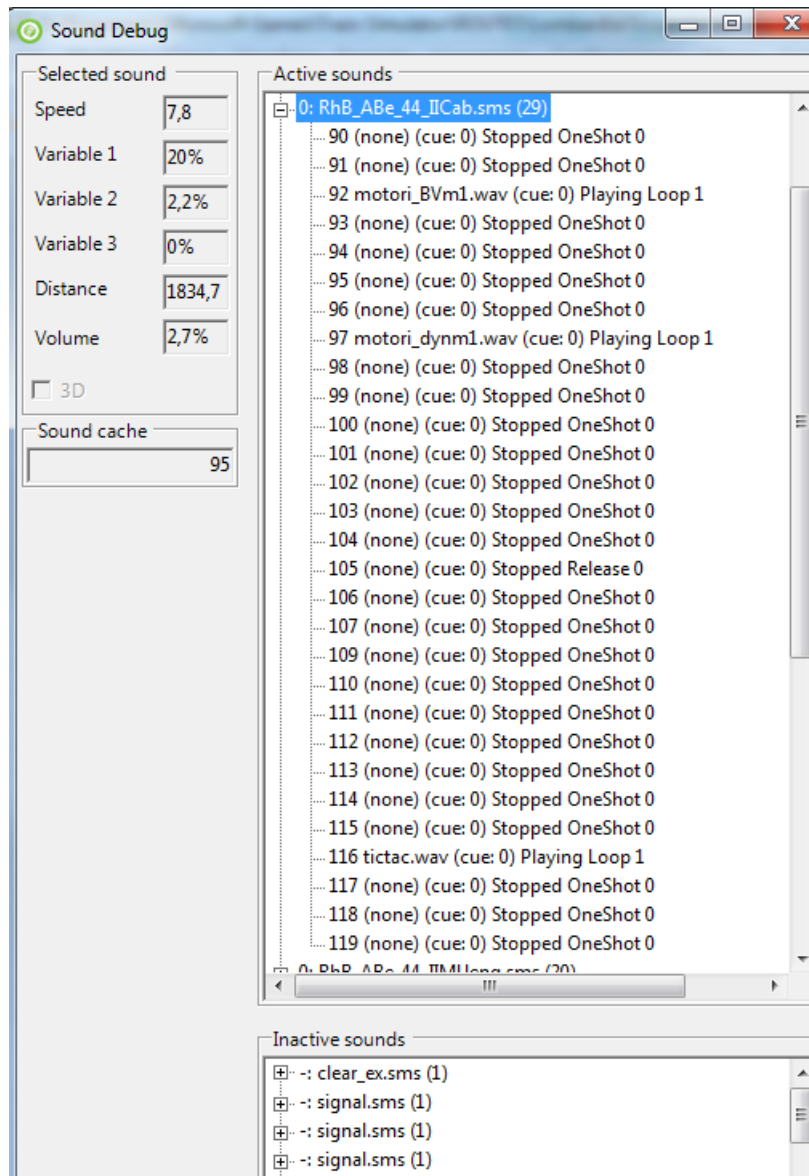 Sound Debug
Selected sound
Speed 7,8
Variable 1 20%
Variable 2 2,2%
Variable 3 0%
Distance 1834,7
Volume 2,7%
3D
Sound cache
95
Active sounds
0: RhB_ABe_44_IICab.sms (29)
90 (none) (cue: 0) Stopped OneShot 0
91 (none) (cue: 0) Stopped OneShot 0
92 motori_BVm1.wav (cue: 0) Playing Loop 1
93 (none) (cue: 0) Stopped OneShot 0
94 (none) (cue: 0) Stopped OneShot 0
95 (none) (cue: 0) Stopped OneShot 0
96 (none) (cue: 0) Stopped OneShot 0
97 motori_dynm1.wav (cue: 0) Playing Loop 1
98 (none) (cue: 0) Stopped OneShot 0
99 (none) (cue: 0) Stopped OneShot 0
100 (none) (cue: 0) Stopped OneShot 0
101 (none) (cue: 0) Stopped OneShot 0
102 (none) (cue: 0) Stopped OneShot 0
103 (none) (cue: 0) Stopped OneShot 0
104 (none) (cue: 0) Stopped OneShot 0
105 (none) (cue: 0) Stopped Release 0
106 (none) (cue: 0) Stopped OneShot 0
107 (none) (cue: 0) Stopped OneShot 0
109 (none) (cue: 0) Stopped OneShot 0
110 (none) (cue: 0) Stopped OneShot 0
111 (none) (cue: 0) Stopped OneShot 0
112 (none) (cue: 0) Stopped OneShot 0
113 (none) (cue: 0) Stopped OneShot 0
114 (none) (cue: 0) Stopped OneShot 0
115 (none) (cue: 0) Stopped OneShot 0
116 tictac.wav (cue: 0) Playing Loop 1
117 (none) (cue: 0) Stopped OneShot 0
118 (none) (cue: 0) Stopped OneShot 0
119 (none) (cue: 0) Stopped OneShot 0
0: RhB_ABe_44_IIMUeng.sms (20)
Inactive sounds
-: clear_ex.sms (1)
-: signal.sms (1)
-: signal.sms (1)
-: signal.sms (1)